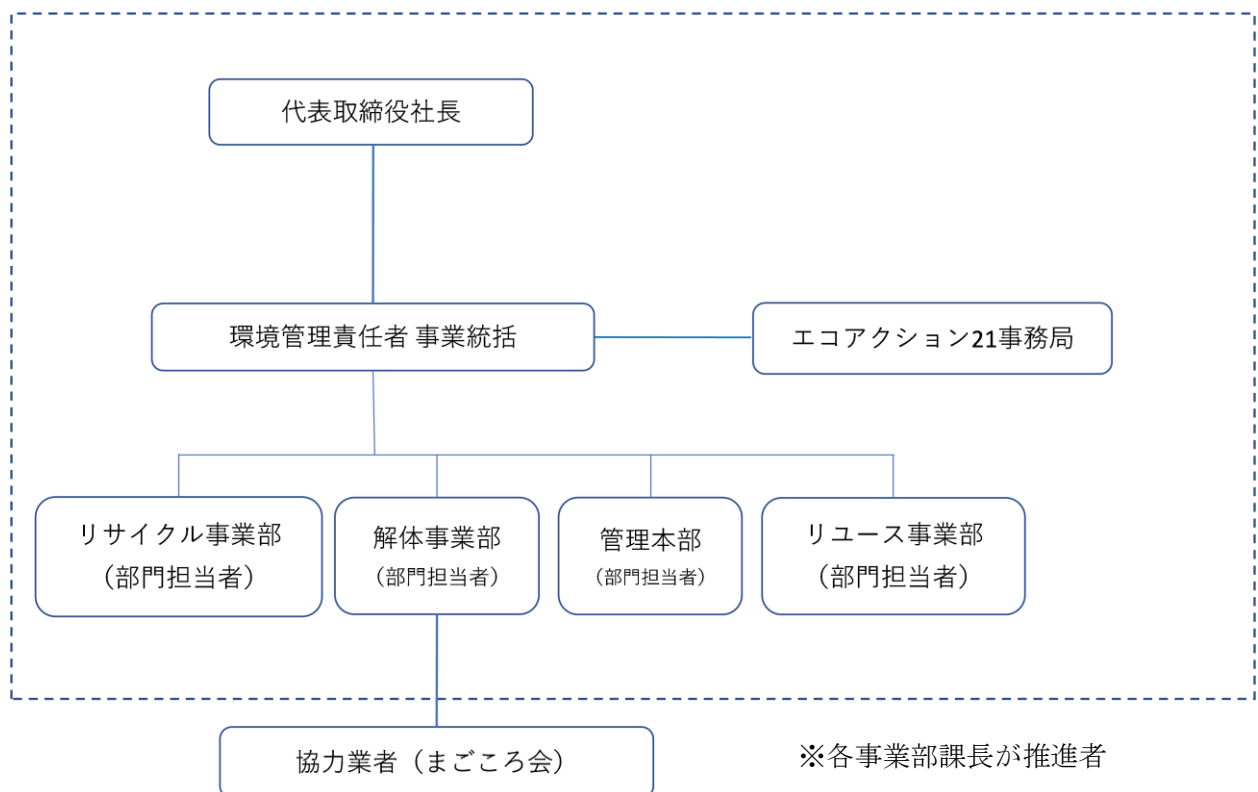 代表取締役社長
環境管理責任者 事業統括
エコアクション21事務局
リサイクル事業部
（部門担当者）
解体事業部
（部門担当者）
管理本部
（部門担当者）
リユース事業部
（部門担当者）
協力業者（まごころ会）
※各事業部課長が推進者